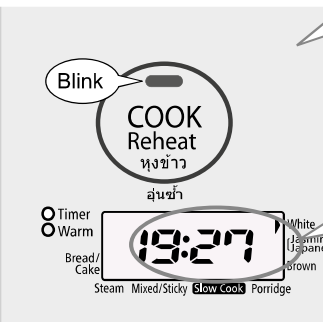 Blink
COOK
Reheat
หุงข้าว
อุ่นซ้ำ
Timer
Warm
19:27
White
Bread/
Cake
Brown
Steam Mixed/Sticky Slow Cook Porridge